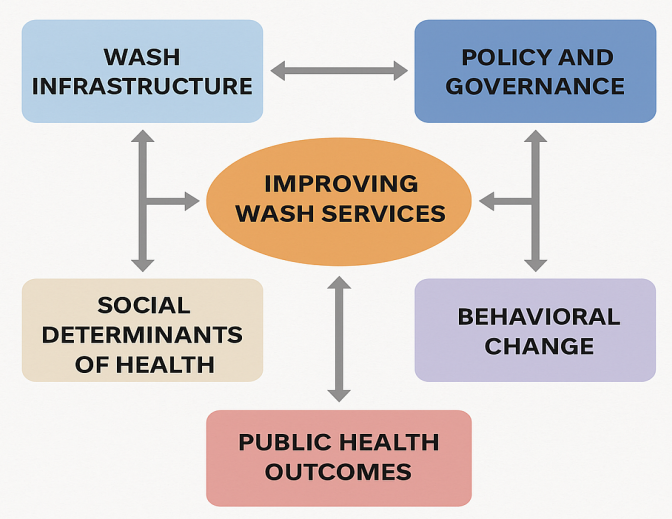 WASH
INFRASTRUCTURE
POLICY AND
GOVERNANCE
IMPROVING
WASH SERVICES
SOCIAL
DETERMINANTS
OF HEALTH
BEHAVIORAL
CHANGE
PUBLIC HEALTH
OUTCOMES